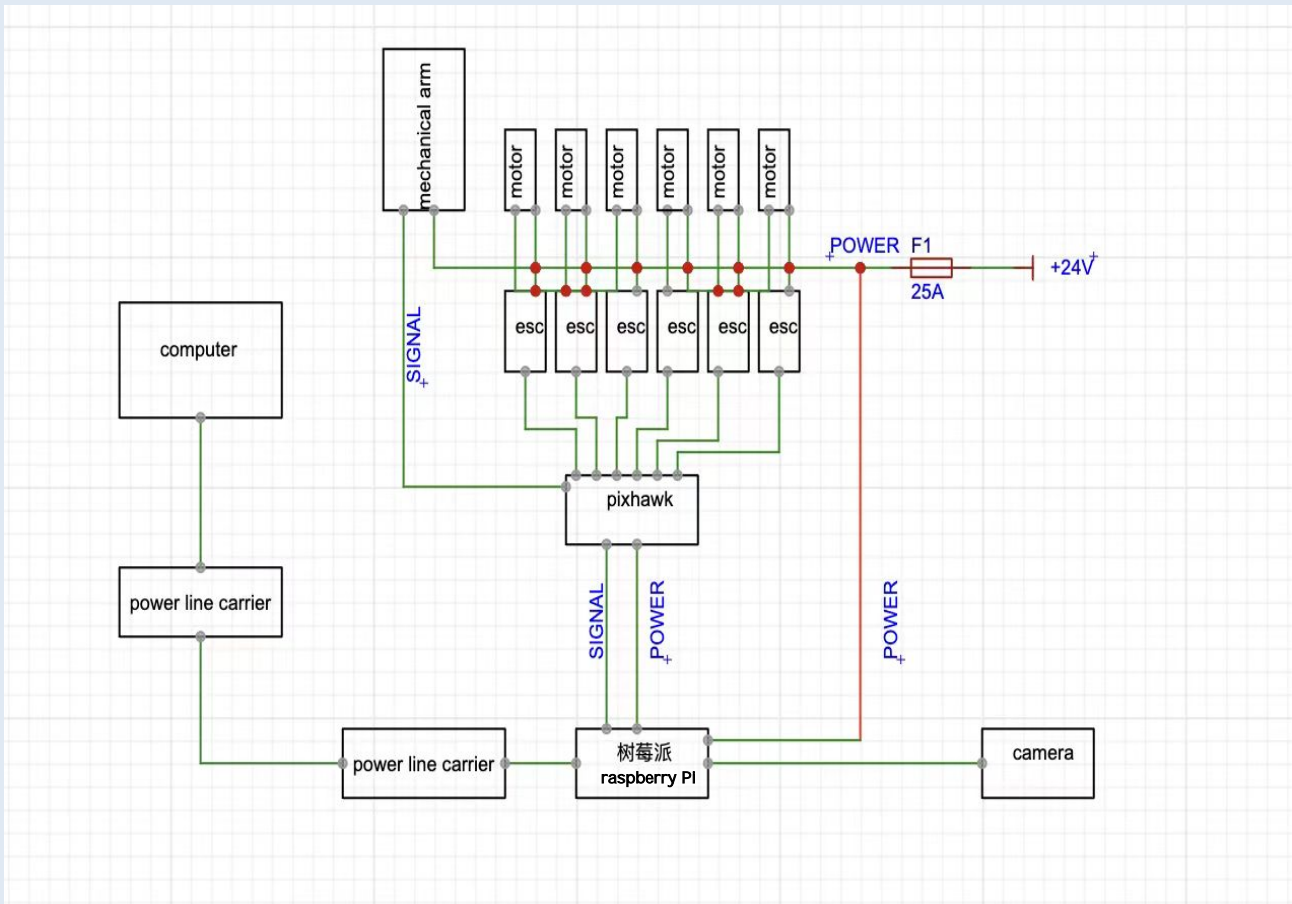 mechanical arm
motor
motor
motor
motor
motor
motor
POWER F1
+24V
25A
SIGNAL
esc
esc
esc
esc
esc
esc
computer
pixhawk
power line carrier
SIGNAL
POWER
POWER
power line carrier
树莓派
raspberry PI
camera